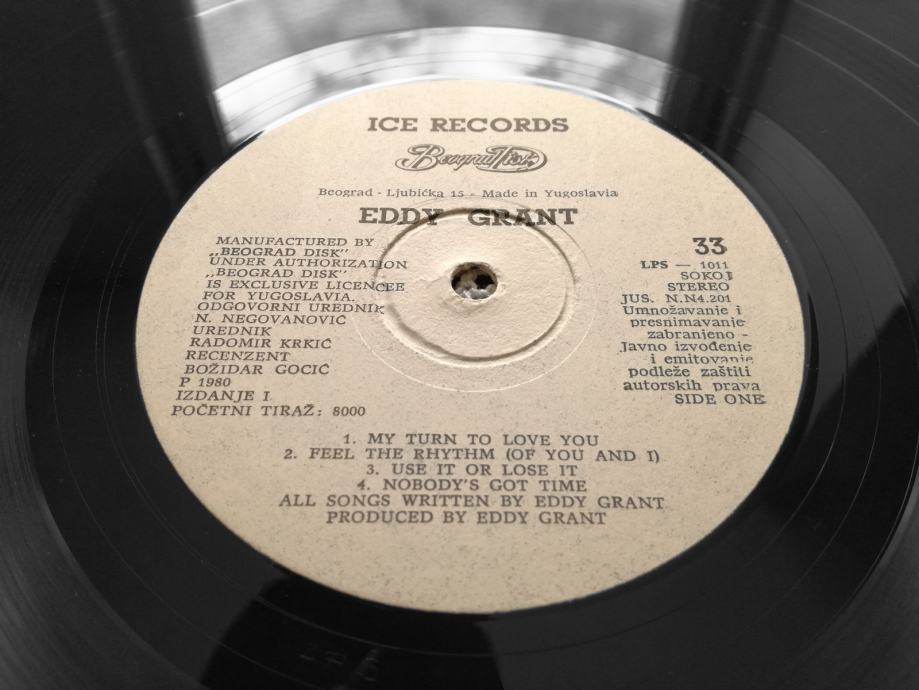 ICE RECORDS
Beograd Disk
Beograd - Ljubićka 15 - Made in Yugoslavia
EDDY GRANT
MANUFACTURED BY
„BEOGRAD DISK”
UNDER AUTHORIZATION
„BEOGRAD DISK”
IS EXCLUSIVE LICENCEE
FOR YUGOSLAVIA.
ODGOVORNI UREDNIK
N. NEGOVANOVIĆ
UREDNIK
RADOMIR KRKIĆ
RECENZENT
BOŽIDAR GOCIĆ
P 1980
IZDANJE I
POČETNI TIRAŽ: 8000
33
LPS — 1011
SOKOJ
STEREO
JUS. N.N4.201
Umnožavanje i
presnimavanje
zabranjeno -
Javno izvođenje
i emitovanje
podleže zaštiti
autorskih prava
SIDE ONE
1. MY TURN TO LOVE YOU
2. FEEL THE RHYTHM (OF YOU AND I)
3. USE IT OR LOSE IT
4. NOBODY'S GOT TIME
ALL SONGS WRITTEN BY EDDY GRANT
PRODUCED BY EDDY GRANT